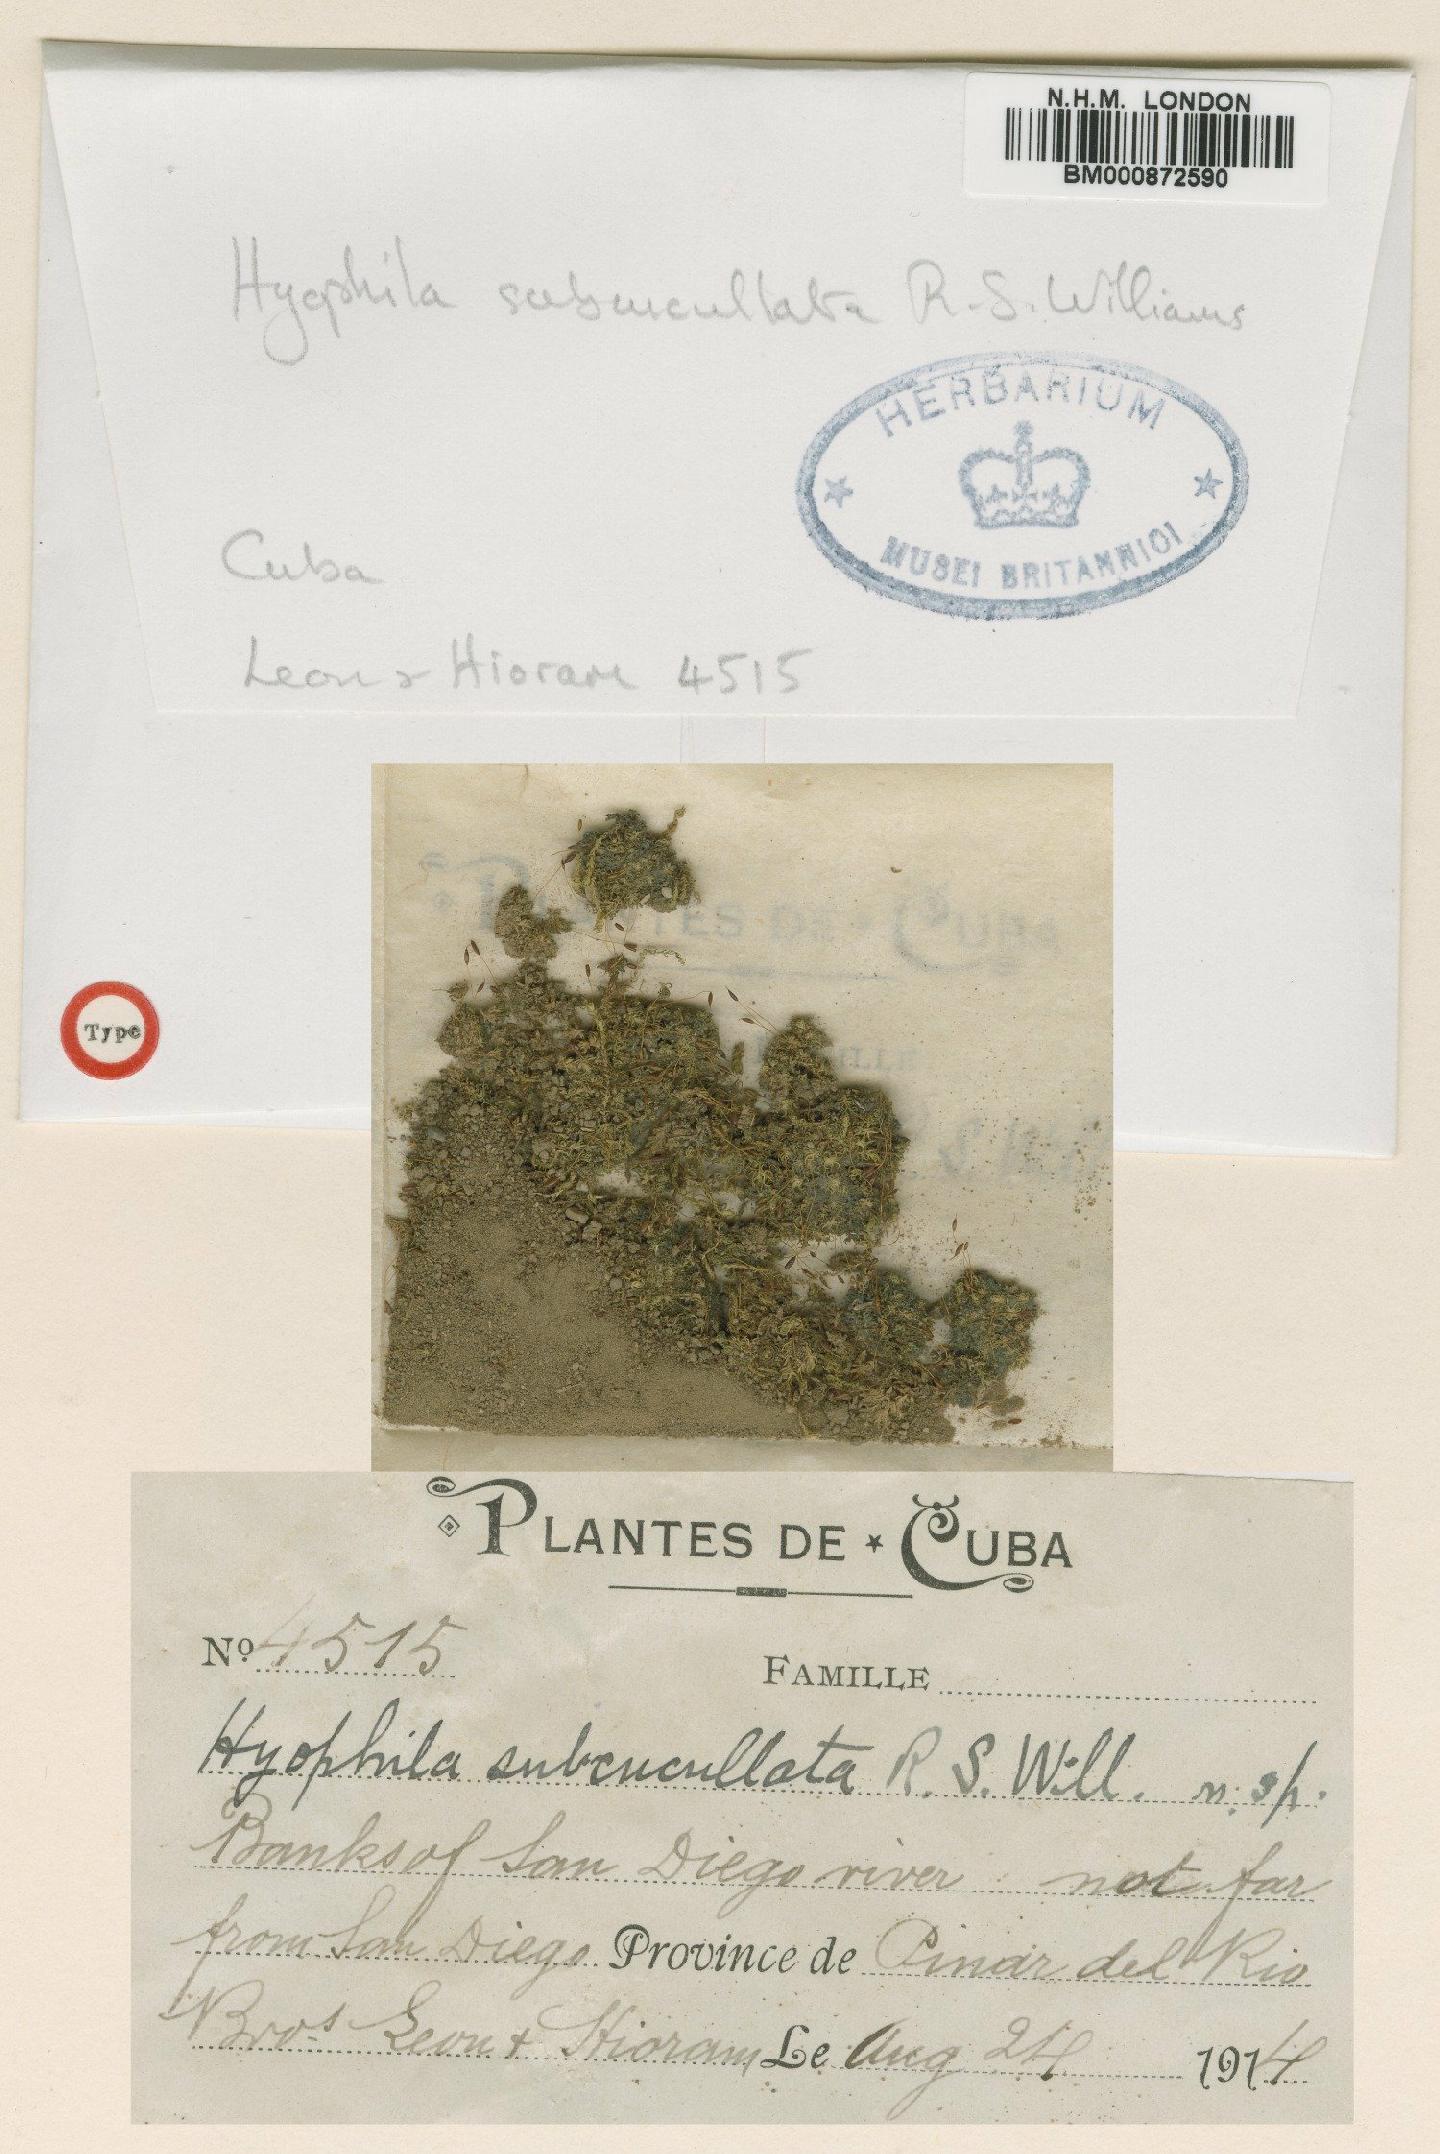 N.H.M. LONDON
BM000872590
Hyophila subcucullata R.S. Williams
HERBARIUM
MUSEI BRITANNICI
Cuba
Leon & Hioram 4515
Type
PLANTES DE CUBA
FAMILLE
PLANTES DE ★ CUBA
No 4515
FAMILLE
Hyophila subcucullata R. S. Will. n. sp.
Banks of San Diego river not far
from San Diego Province de Pinar del Rio
Bros Leon & Hioram Le Aug 24 1914